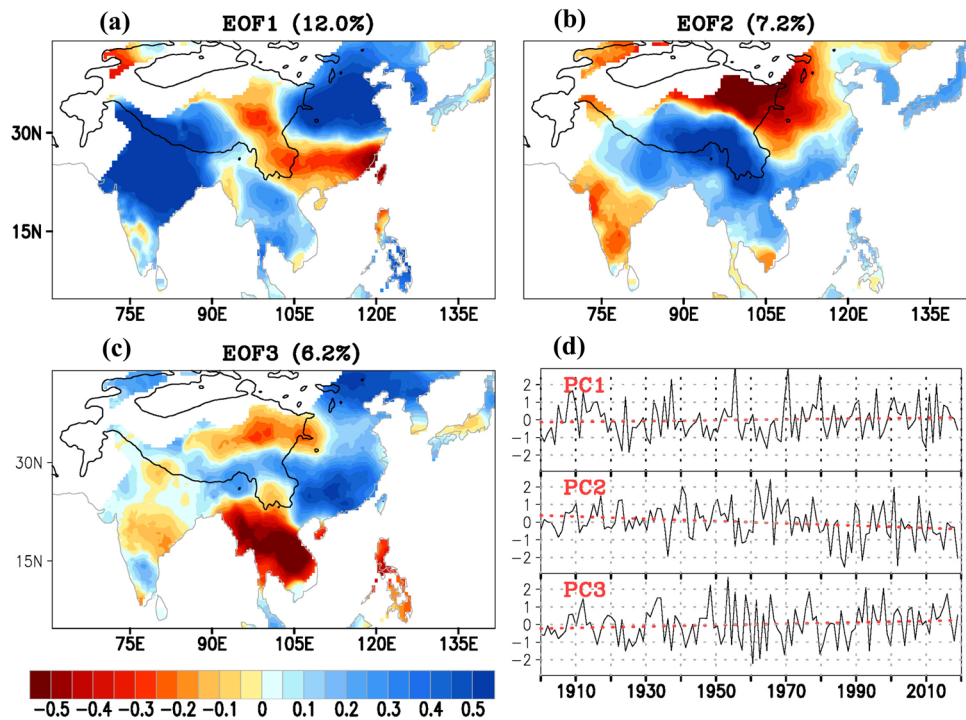 (a) EOF1 (12.0%)
(b) EOF2 (7.2%)
30N
15N
75E 90E 105E 120E 135E
75E 90E 105E 120E 135E
(c) EOF3 (6.2%)
(d)
30N
15N
60E 75E 90E 105E 120E 135E
2
1
0
-1
-2
PC1
2
1
0
-1
-2
PC2
2
1
0
-1
-2
PC3
1910 1930 1950 1970 1990 2010
-0.5 -0.4 -0.3 -0.2 -0.1 0 0.1 0.2 0.3 0.4 0.5